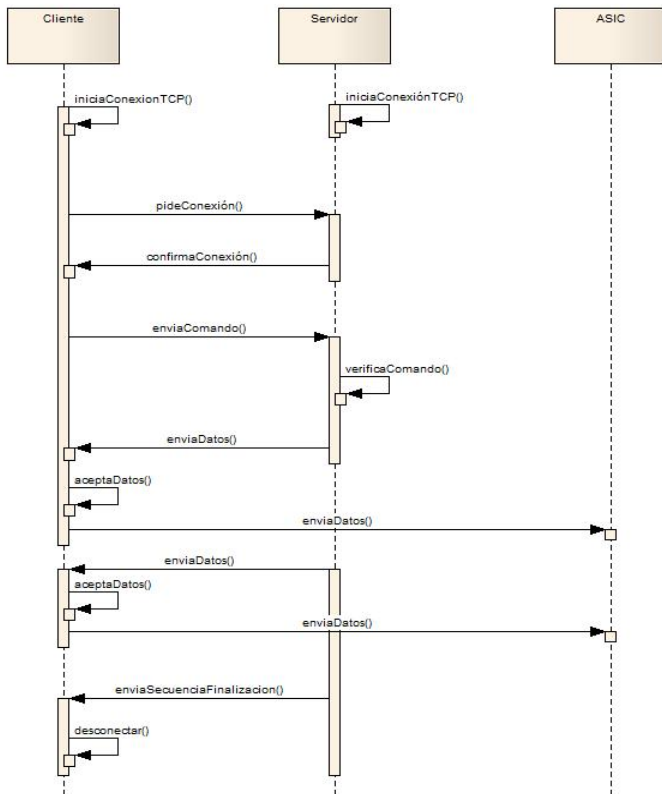 Cliente
Servidor
ASIC
iniciaConexionTCP()
iniciaConexiónTCP()
pideConexión()
confirmaConexión()
enviaComando()
verificaComando()
enviaDatos()
aceptaDatos()
enviaDatos()
enviaDatos()
aceptaDatos()
enviaDatos()
enviaSecuenciaFinalizacion()
desconectar()